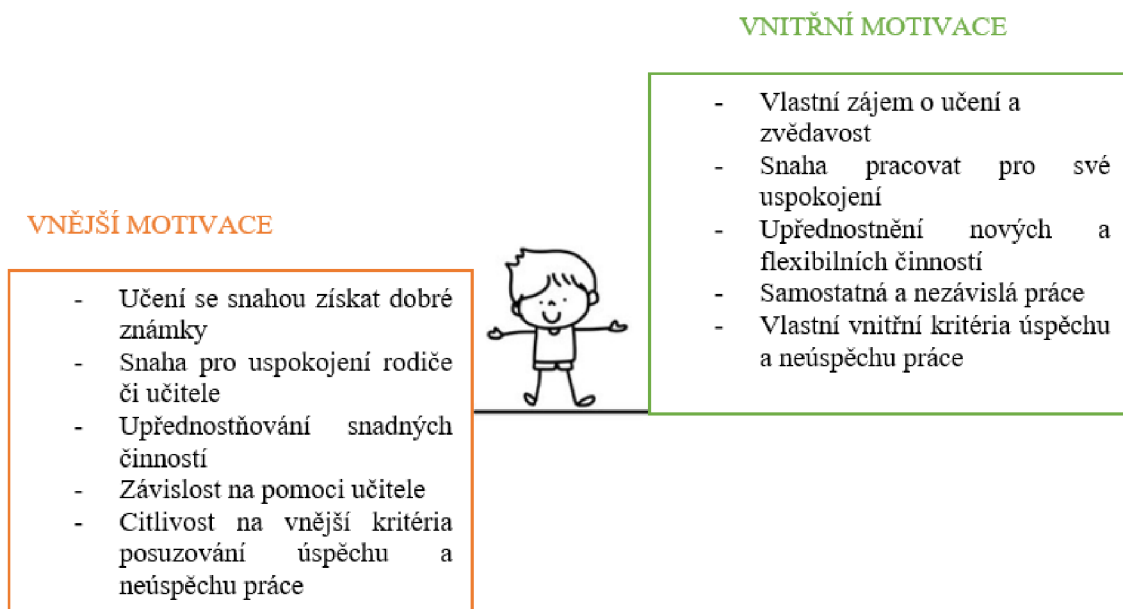 VNITŘNÍ MOTIVACE
- Vlastní zájem o učení a
zvědavost
- Snaha pracovat pro své
uspokojení
- Upřednostnění nových a
flexibilních činností
- Samostatná a nezávislá práce
- Vlastní vnitřní kritéria úspěchu
a neúspěchu práce
VNĚJŠÍ MOTIVACE
- Učení se snahou získat dobré
známky
- Snaha pro uspokojení rodiče
či učitele
- Upřednostňování snadných
činností
- Závislost na pomoci učitele
- Citlivost na vnější kritéria
posuzování úspěchu a
neúspěchu práce